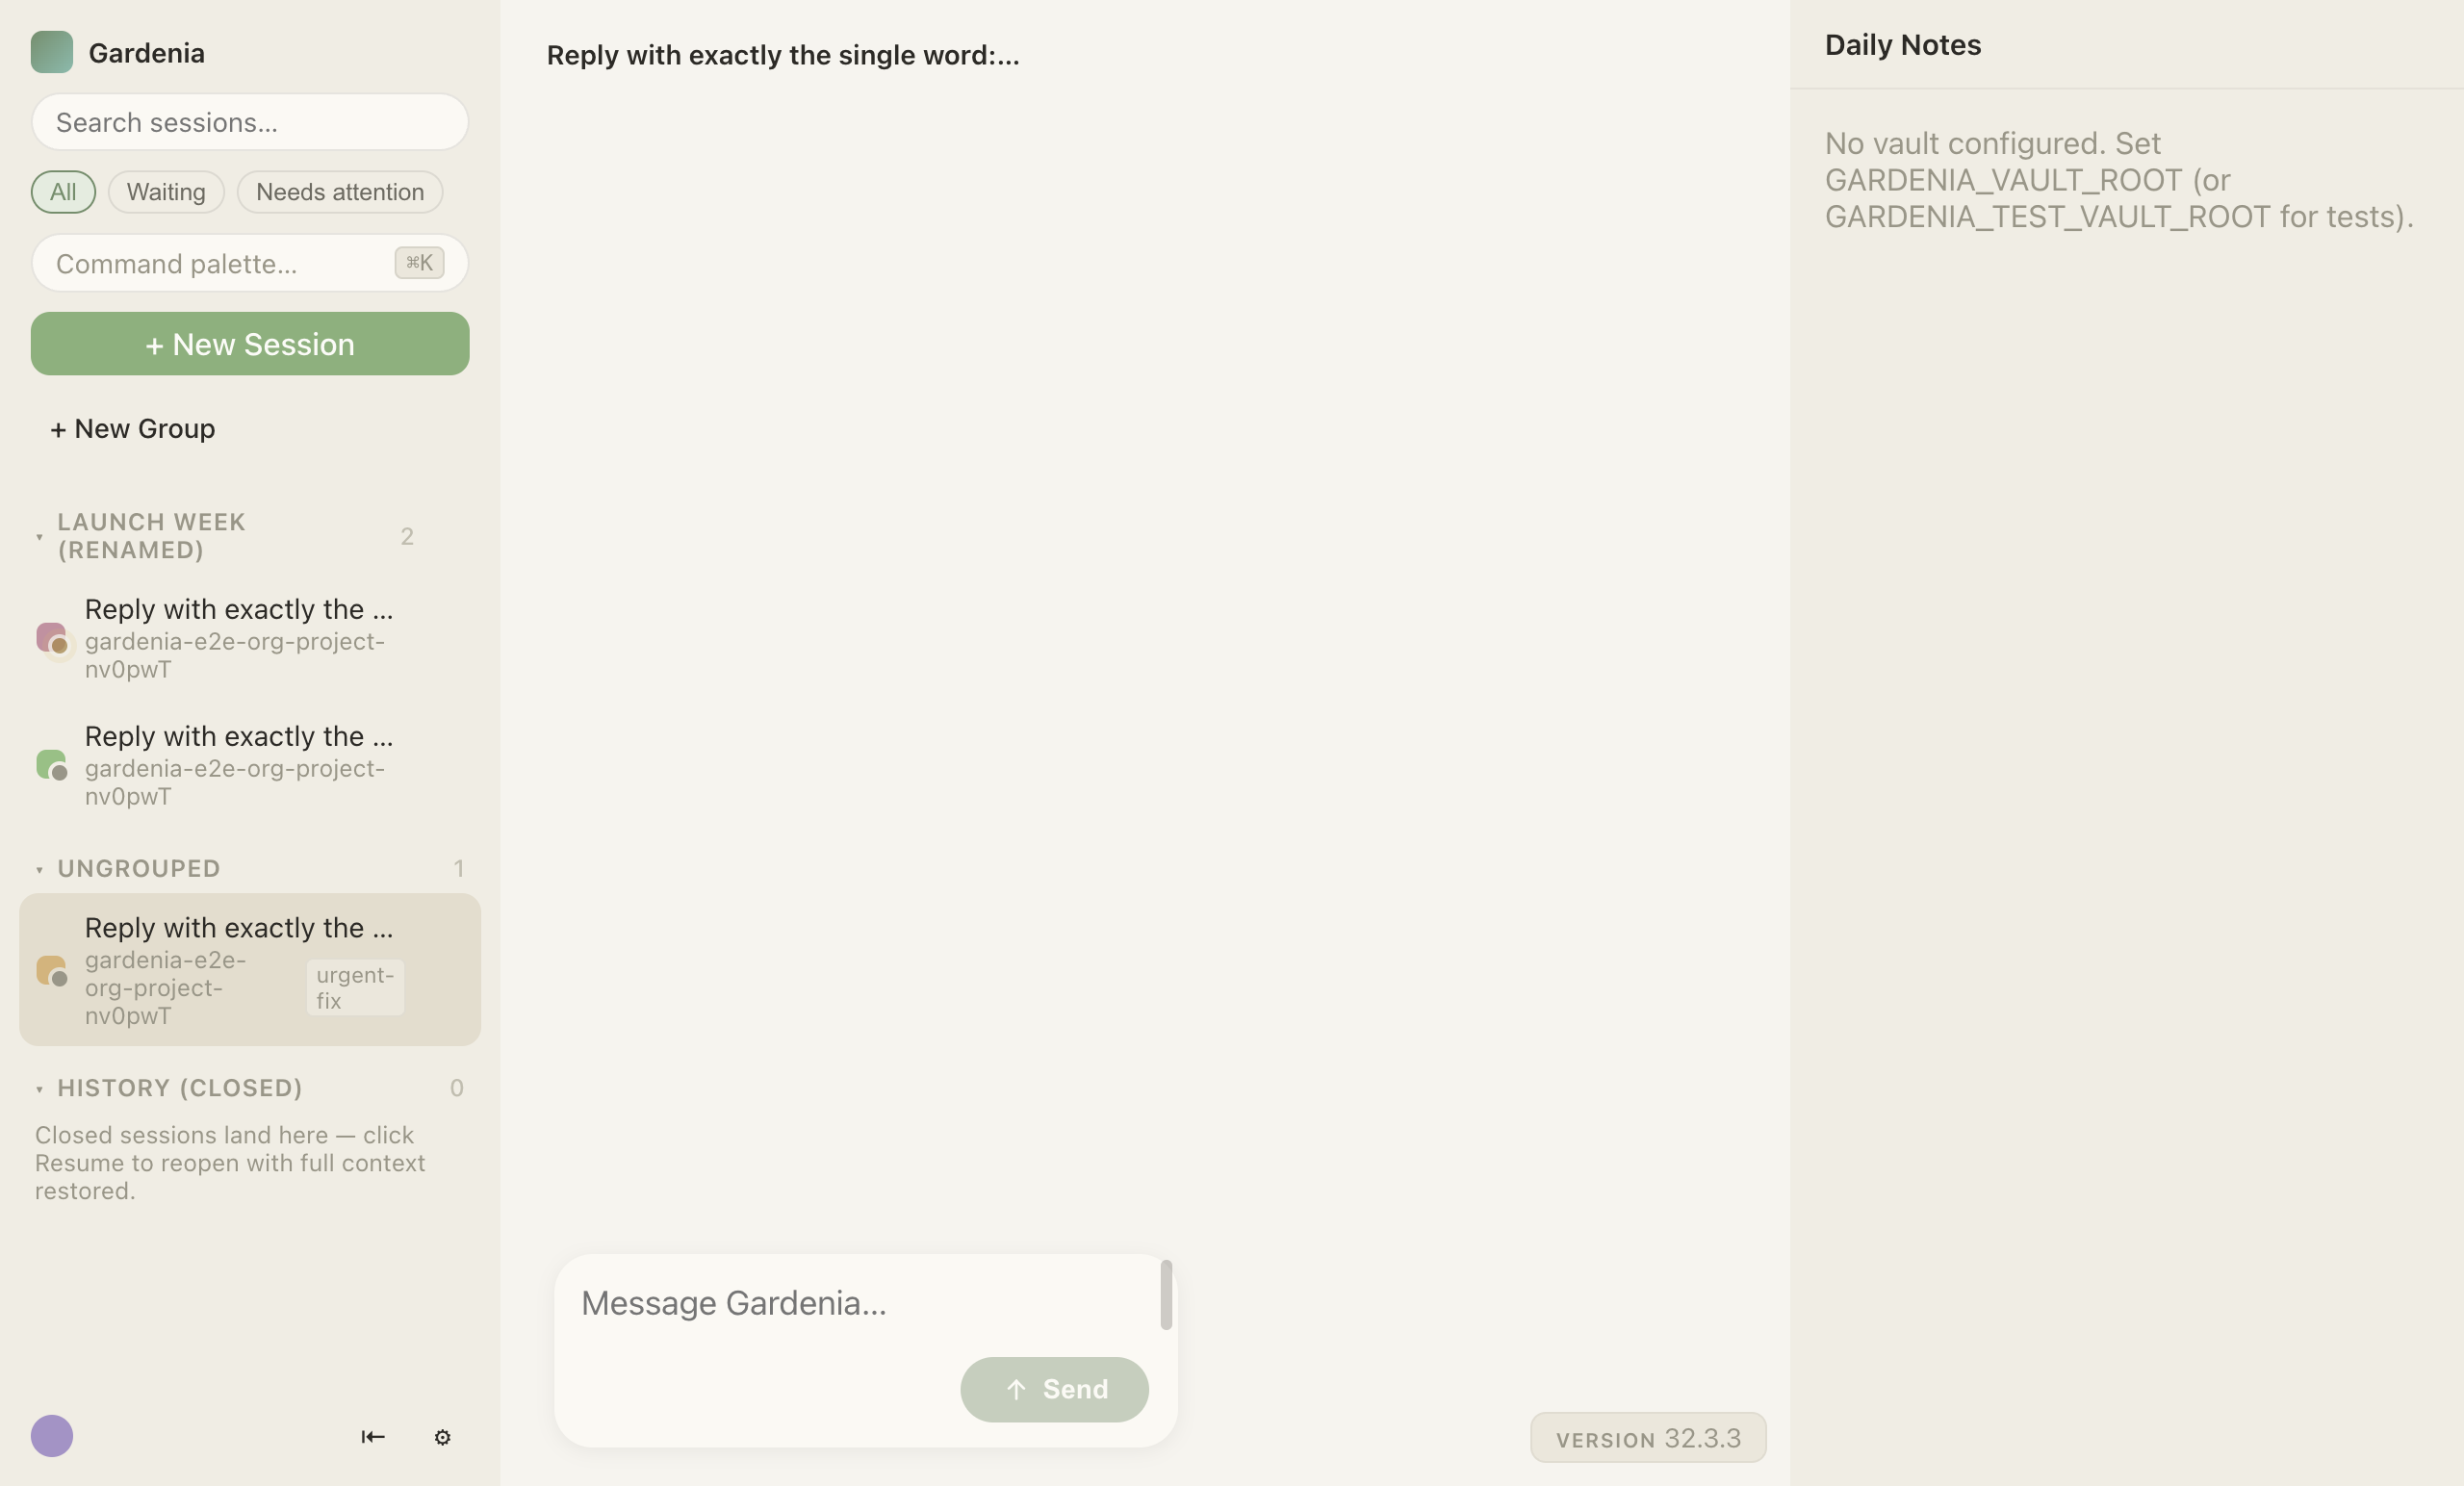 Gardenia
Search sessions...
All
Waiting
Needs attention
Command palette...
⌘K
+ New Session
+ New Group
LAUNCH WEEK
(RENAMED)
2
Reply with exactly the ...
gardenia-e2e-org-project-
nv0pwT
Reply with exactly the ...
gardenia-e2e-org-project-
nv0pwT
UNGROUPED
1
Reply with exactly the ...
gardenia-e2e-
org-project-
nv0pwT
urgent-
fix
HISTORY (CLOSED)
0
Closed sessions land here — click
Resume to reopen with full context
restored.
Reply with exactly the single word:...
Message Gardenia...
↑ Send
VERSION 32.3.3
Daily Notes
No vault configured. Set
GARDENIA_VAULT_ROOT (or
GARDENIA_TEST_VAULT_ROOT for tests).